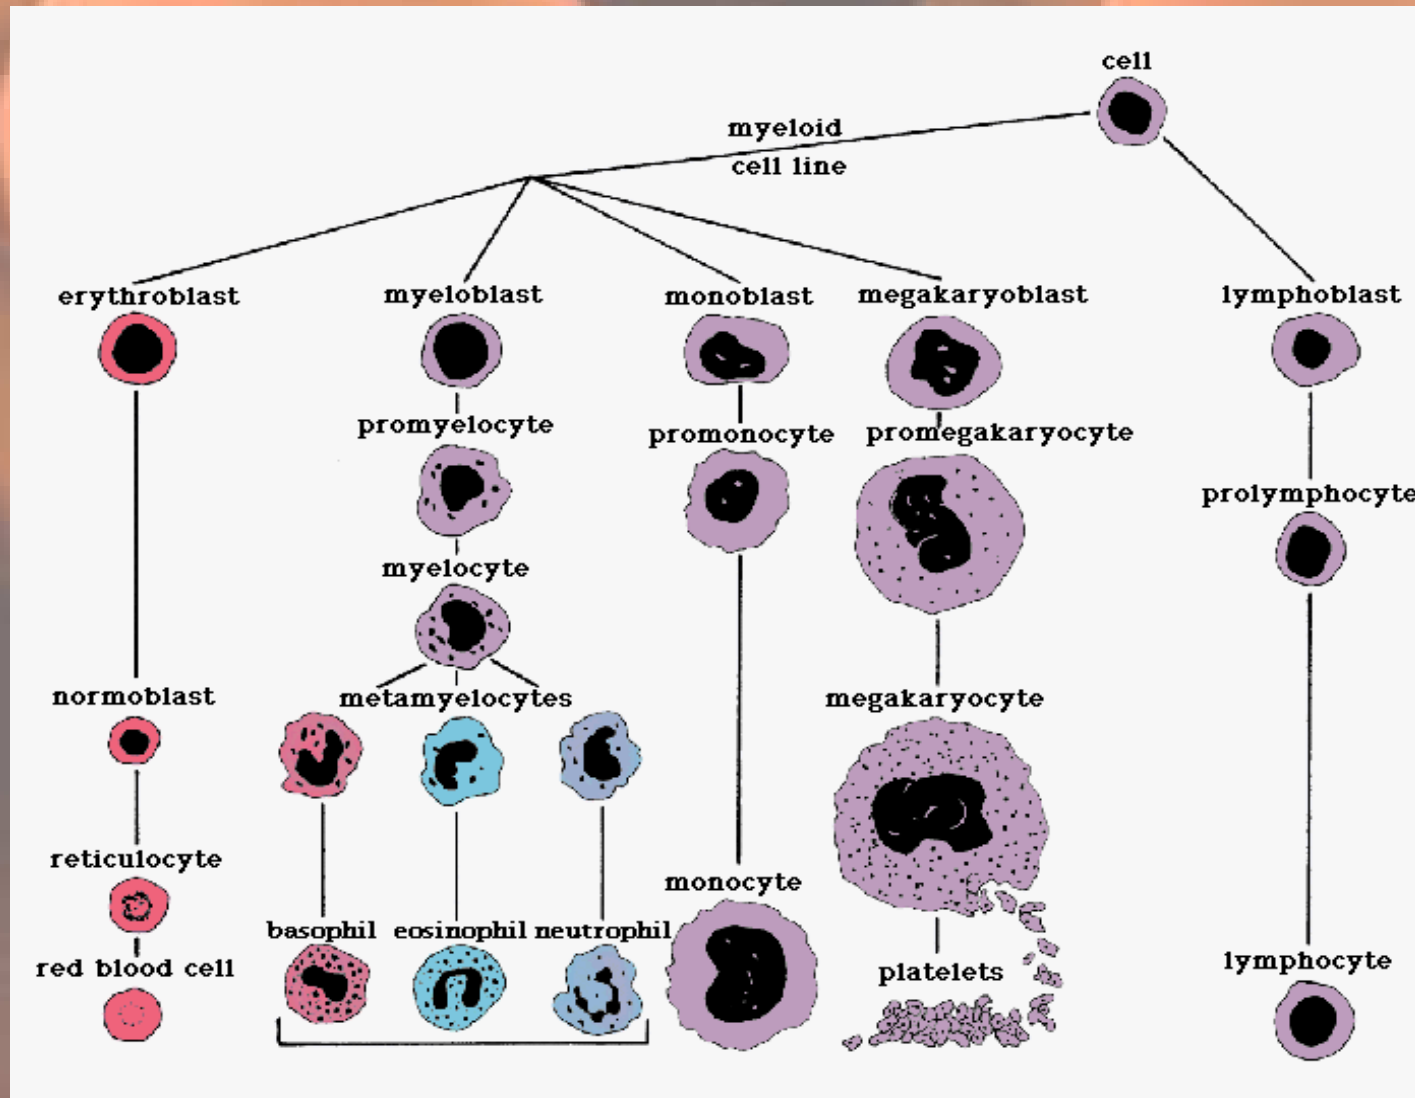 cell
myeloid
cell line
erythroblast
myeloblast
monoblast
megakaryoblast
lymphoblast
promyelocyte
promonocyte
promegakaryocyte
prolymphocyte
myelocyte
normoblast
metamyelocytes
megakaryocyte
reticulocyte
monocyte
basophil
eosinophil
neutrophil
red blood cell
platelets
lymphocyte